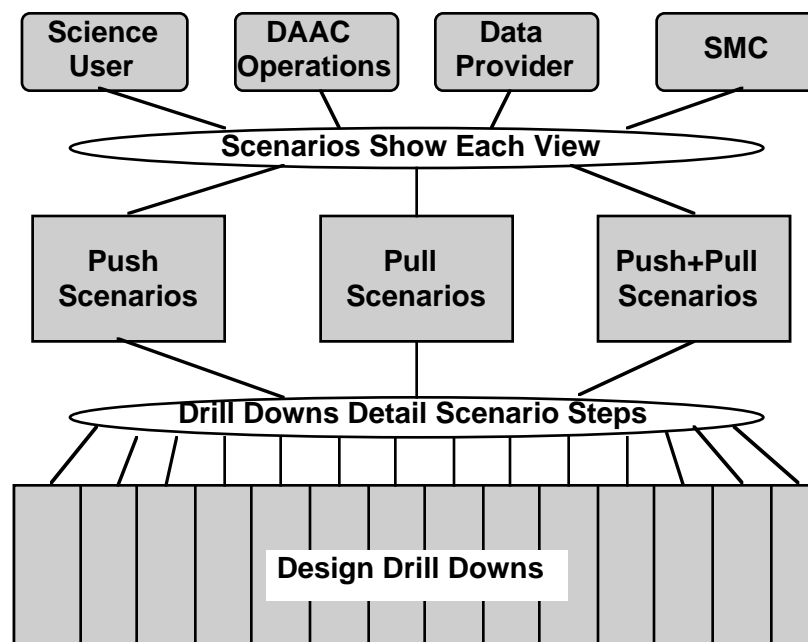 Science
User
DAAC
Operations
Data
Provider
SMC
Scenarios Show Each View
Push
Scenarios
Pull
Scenarios
Push+Pull
Scenarios
Drill Downs Detail Scenario Steps
Design Drill Downs